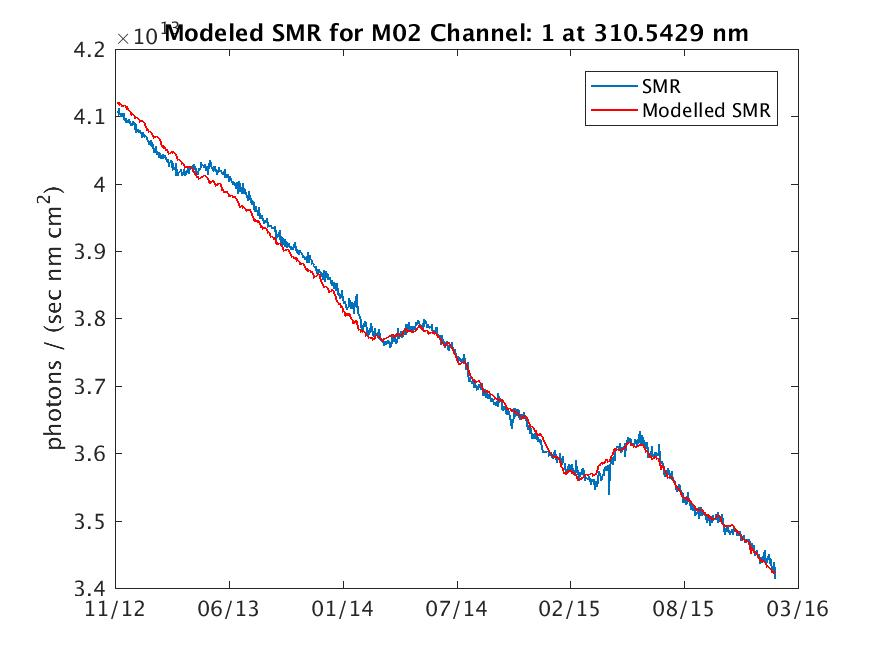 ×10^13
Modeled SMR for M02 Channel: 1 at 310.5429 nm
SMR
Modelled SMR
photons / (sec nm cm^2)
4.2
4.1
4
3.9
3.8
3.7
3.6
3.5
3.4
11/12 06/13 01/14 07/14 02/15 08/15 03/16